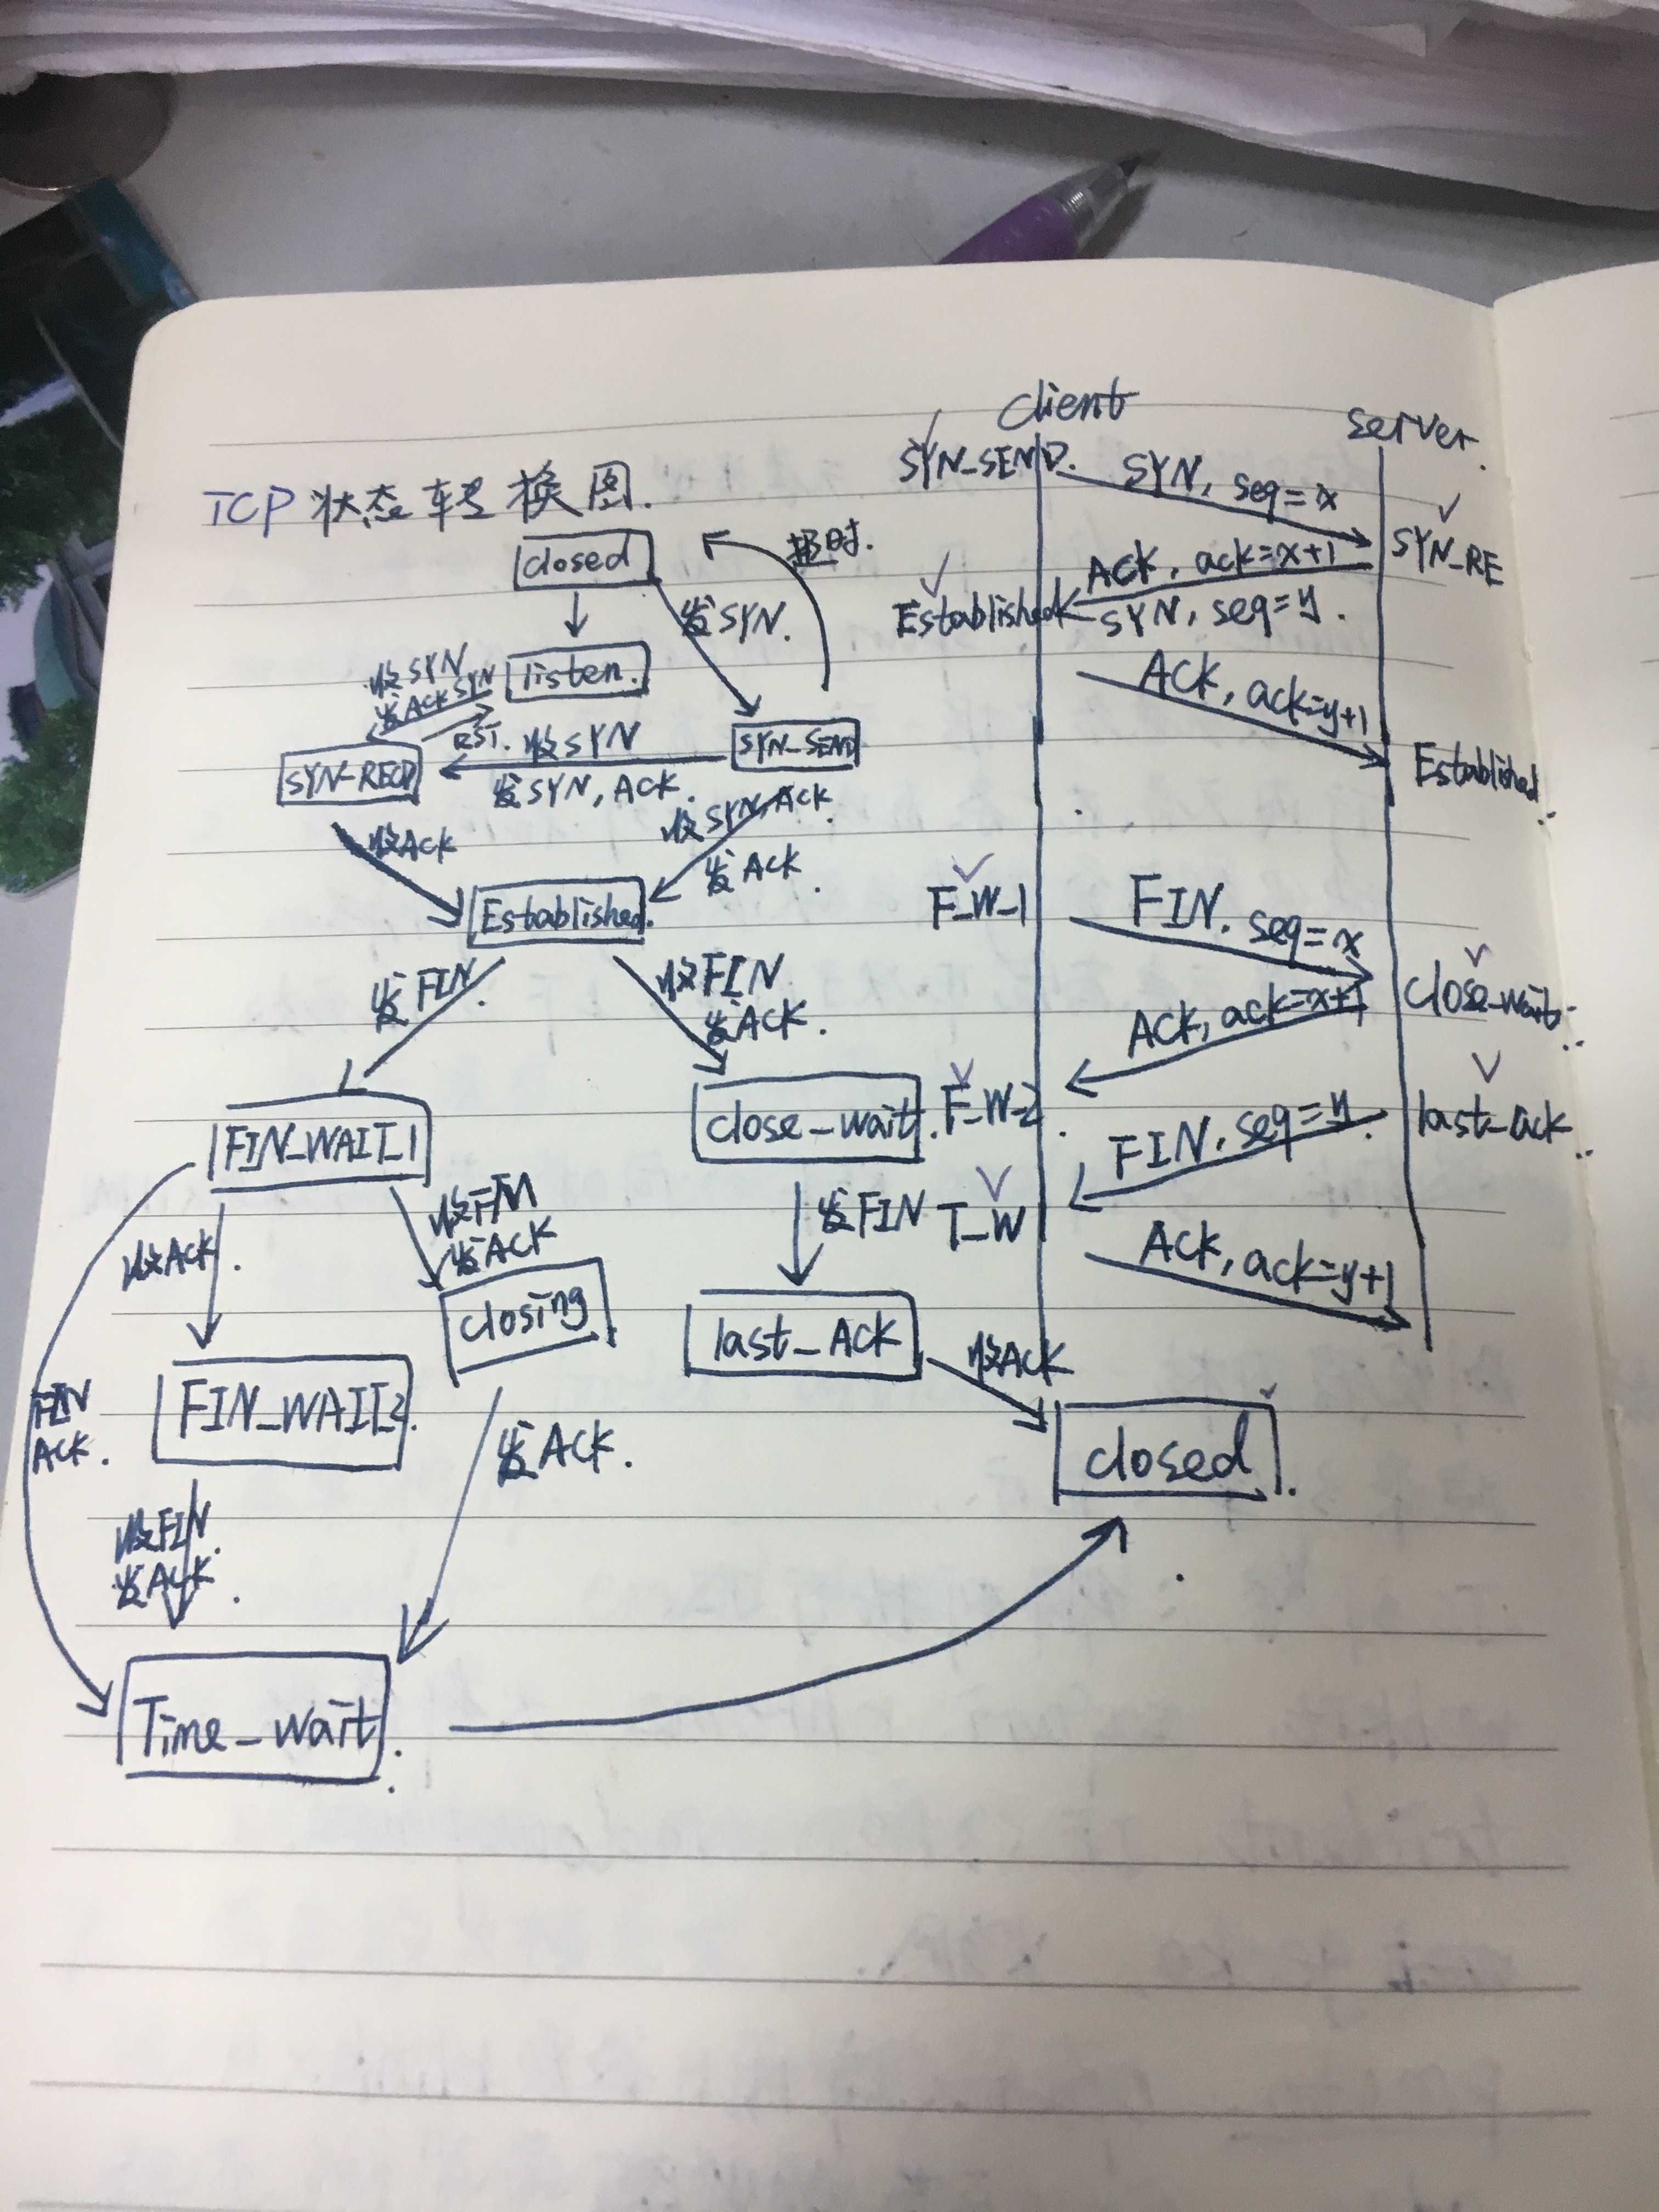 TCP 状态转换图.
closed
超时.
发SYN.
listen.
收SYN
发ACK SYN
RST.
收SYN
发SYN, ACK.
SYN-RECD
SYN_SEND
收ACK
收SYN, ACK.
发ACK.
Established.
发FIN.
收FIN
发ACK.
FIN_WAIT_1
close_wait.
收ACK.
收FIN
发ACK
发FIN
closing
last_Ack
收ACK
FIN
ACK.
FIN_WAIT_2.
发ACK.
closed.
收FIN.
发ACK.
Time_wait.
client
server.
SYN_SEND.
SYN, seq=x
SYN_RE
ACK, ack=x+1
Established
SYN, seq=y.
ACK, ack=y+1
Established.
F_W_1
FIN. seq=x
close_wait.
ACK, ack=x+1
F_W_2.
last_ack
FIN, seq=y.
T_W
ACK, ack=y+1